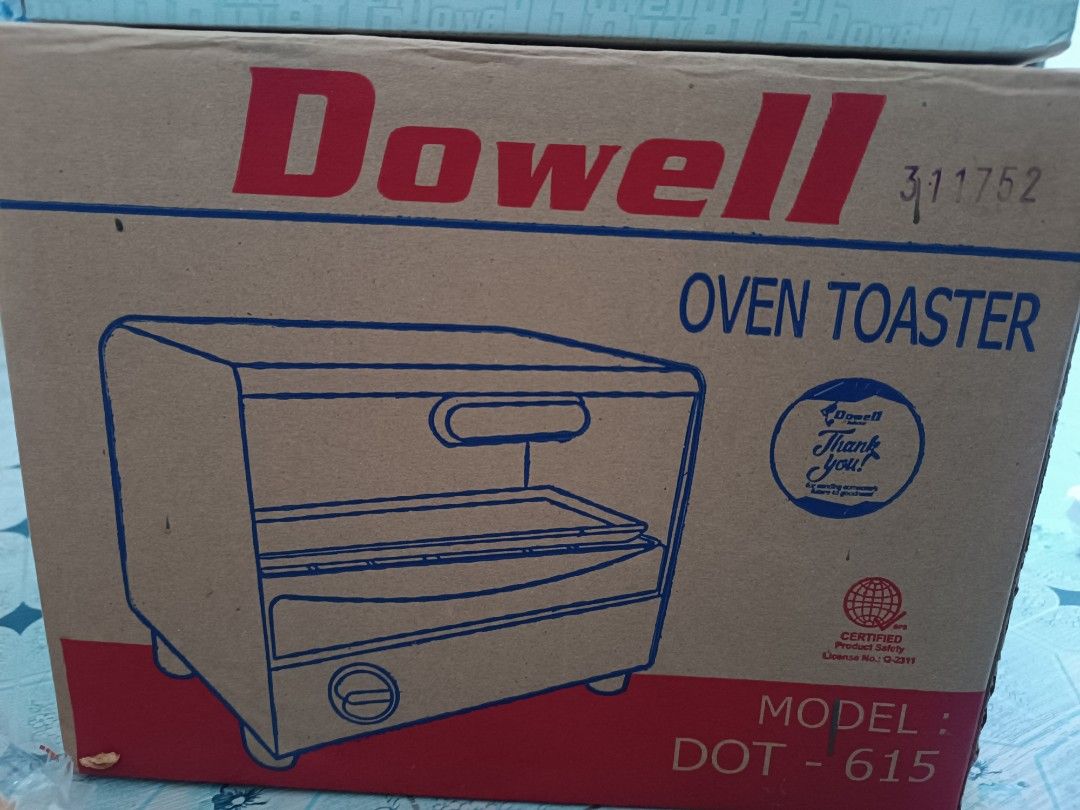 Dowell
311752
OVEN TOASTER
Dowell
Thank
you!
CERTIFIED
Product Safety
License No.: Q-2311
MODEL :
DOT - 615